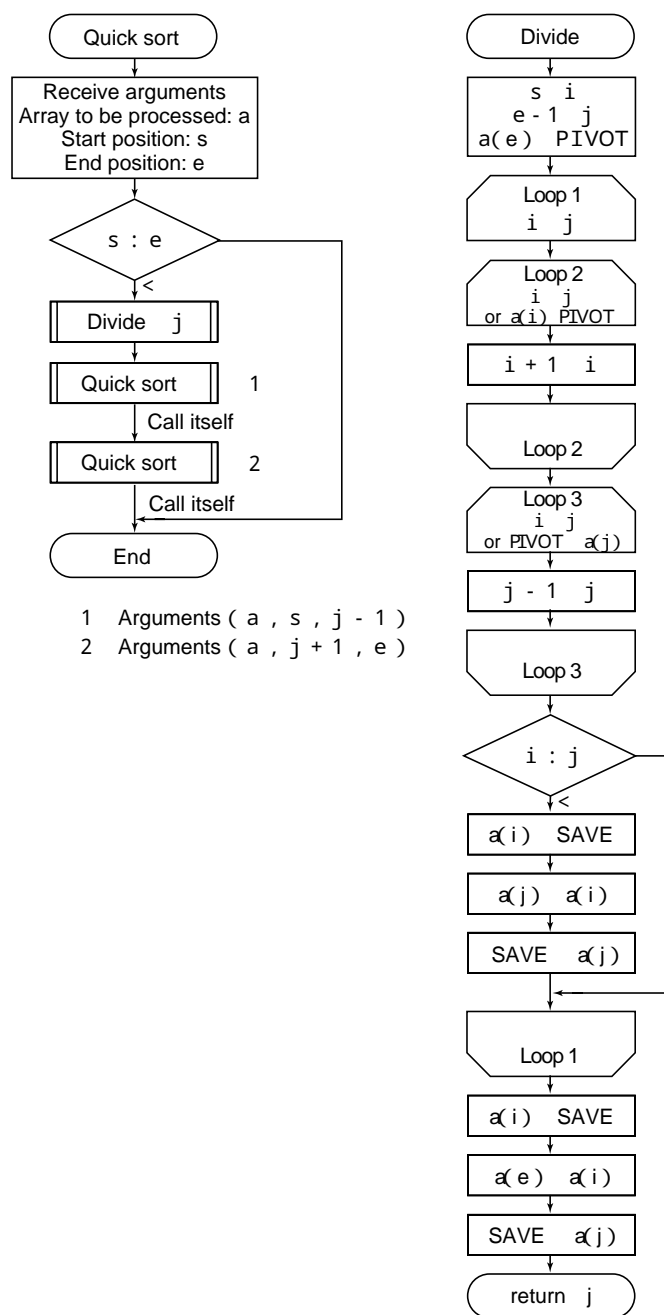 Quick sort
Receive arguments
Array to be processed: a
Start position: s
End position: e
s : e
<
Divide j
Quick sort 1
Call itself
Quick sort 2
Call itself
End
1 Arguments ( a , s , j - 1 )
2 Arguments ( a , j + 1 , e )
Divide
s i
e - 1 j
a( e ) PIVOT
Loop 1
i j
Loop 2
i j
or a(i) PIVOT
i + 1 i
Loop 2
Loop 3
i j
or PIVOT a( j )
j - 1 j
Loop 3
i : j
<
a( i ) SAVE
a( j ) a( i )
SAVE a( j )
Loop 1
a( i ) SAVE
a( e ) a( i )
SAVE a( j )
return j